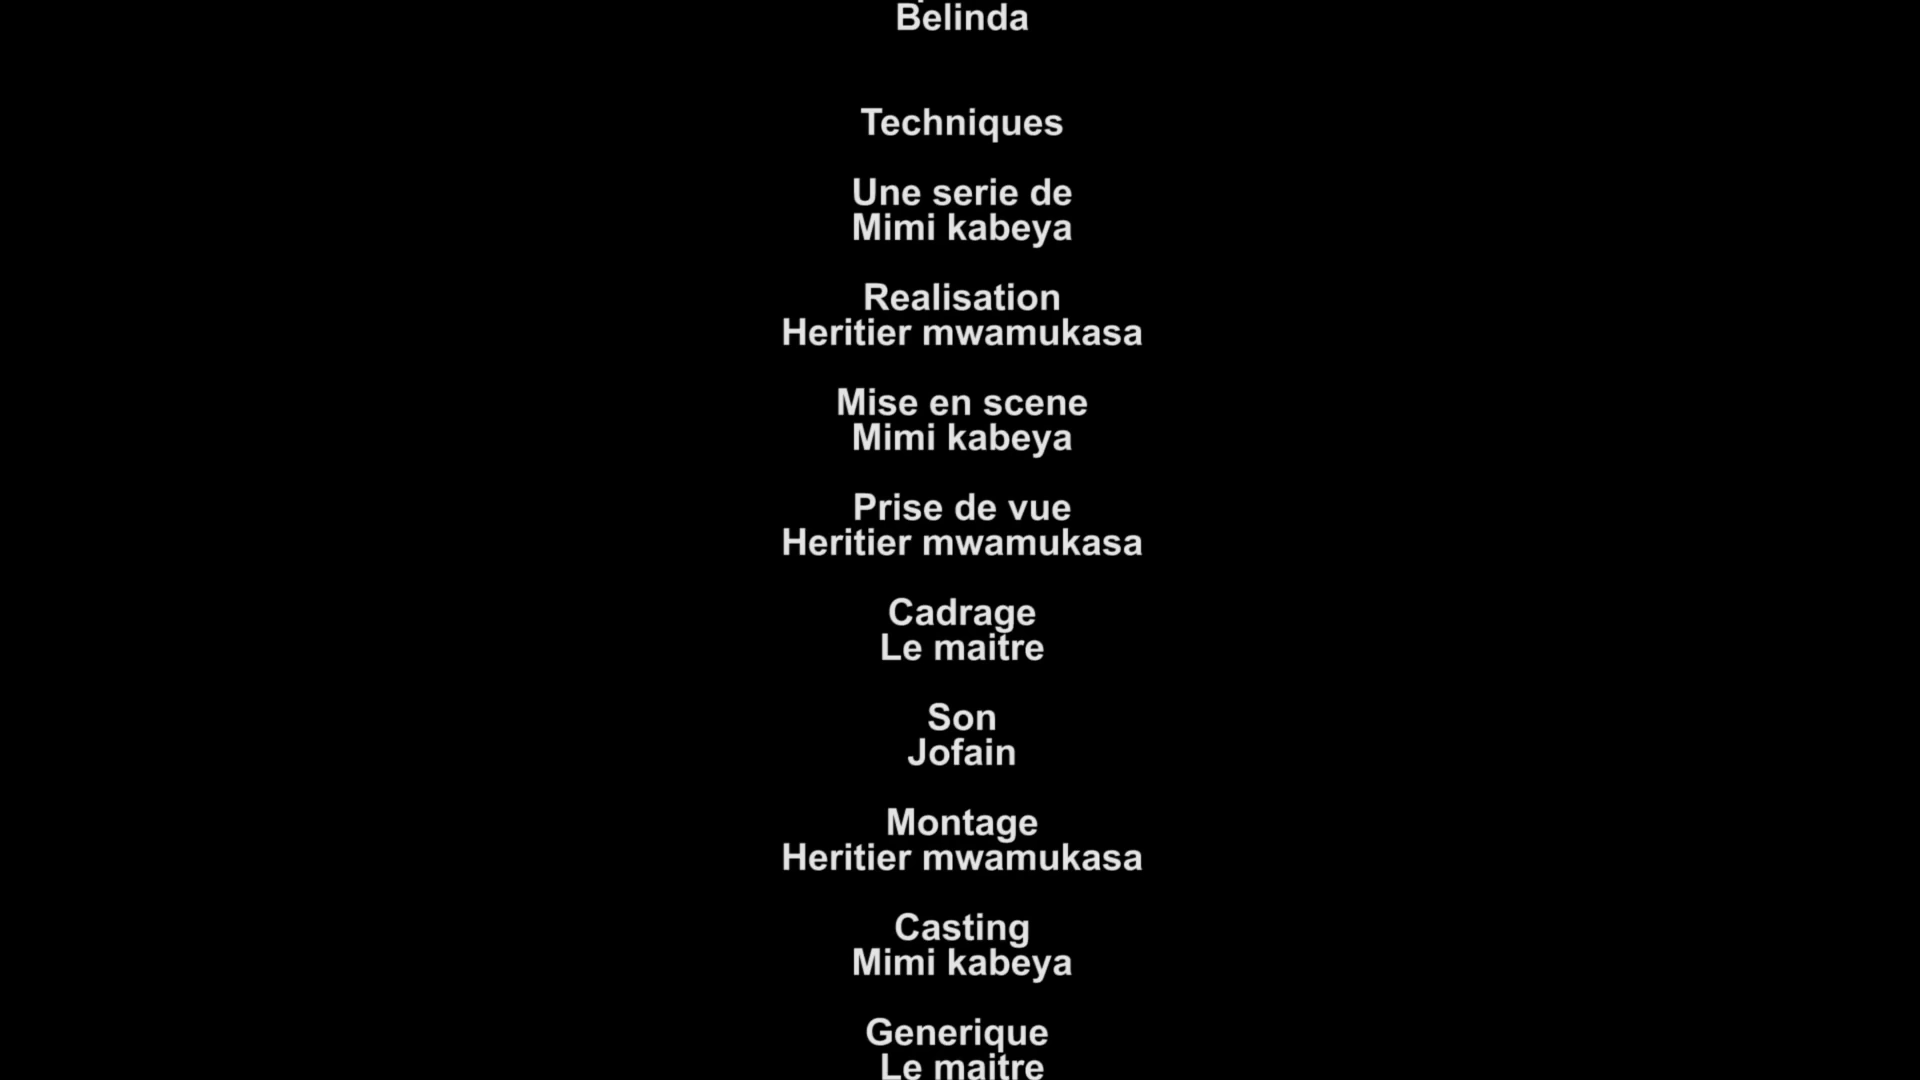 Belinda
Techniques
Une serie de
Mimi kabeya
Realisation
Heritier mwamukasa
Mise en scene
Mimi kabeya
Prise de vue
Heritier mwamukasa
Cadrage
Le maitre
Son
Jofain
Montage
Heritier mwamukasa
Casting
Mimi kabeya
Generique
Le maitre